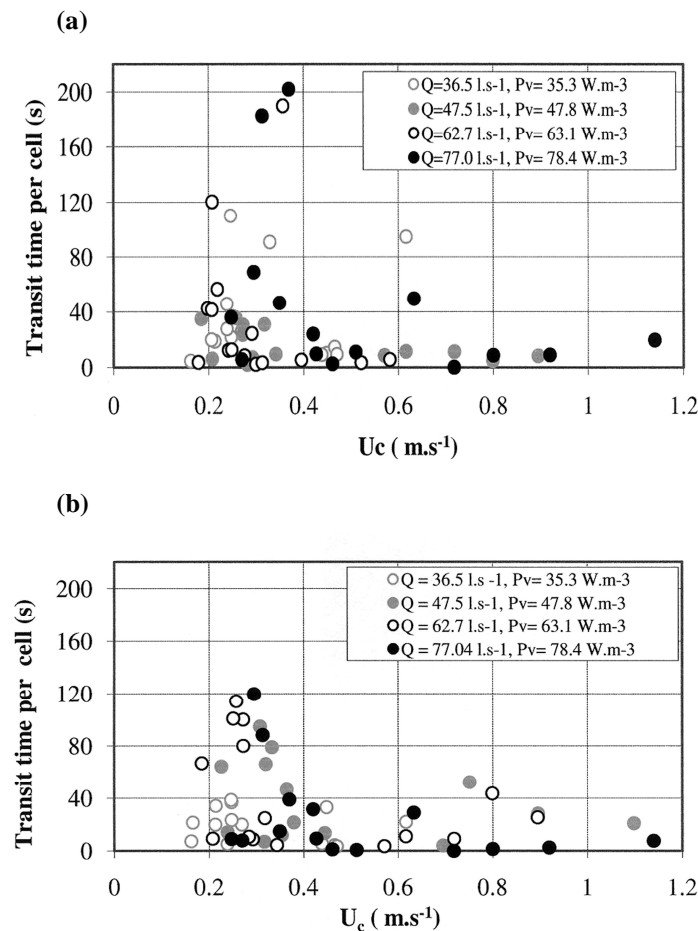 (a)
200
160
120
80
40
0
Transit time per cell (s)
Q=36.5 l.s-1, Pv= 35.3 W.m-3
Q=47.5 l.s-1, Pv= 47.8 W.m-3
Q=62.7 l.s-1, Pv= 63.1 W.m-3
Q=77.0 l.s-1, Pv= 78.4 W.m-3
0 0.2 0.4 0.6 0.8 1 1.2
Uc ( m.s-1)
(b)
200
160
120
80
40
0
Transit time per cell (s)
Q = 36.5 l.s -1, Pv= 35.3 W.m-3
Q = 47.5 l.s-1, Pv= 47.8 W.m-3
Q = 62.7 l.s-1, Pv= 63.1 W.m-3
Q = 77.04 l.s-1, Pv= 78.4 W.m-3
0 0.2 0.4 0.6 0.8 1 1.2
Uc ( m.s-1)